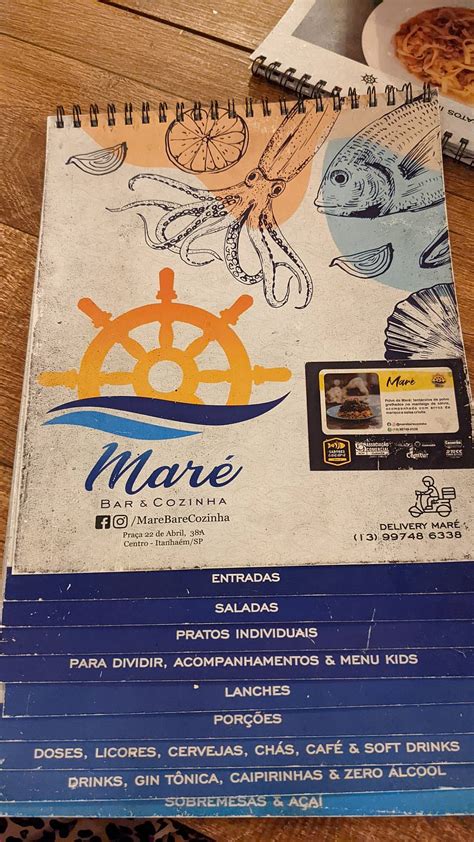 ATOS
Maré
BAR & COZINHA
/MareBareCozinha
Praça 22 de Abril, 38A
Centro - Itanhaém/SP
Maré
DELIVERY MARÉ
(13) 99748 6338
ENTRADAS
SALADAS
PRATOS INDIVIDUAIS
PARA DIVIDIR, ACOMPANHAMENTOS & MENU KIDS
LANCHES
PORÇÕES
DOSES, LICORES, CERVEJAS, CHÁS, CAFÉ & SOFT DRINKS
DRINKS, GIN TÔNICA, CAIPIRINHAS & ZERO ÁLCOOL
SOBREMESAS & AÇAÍ